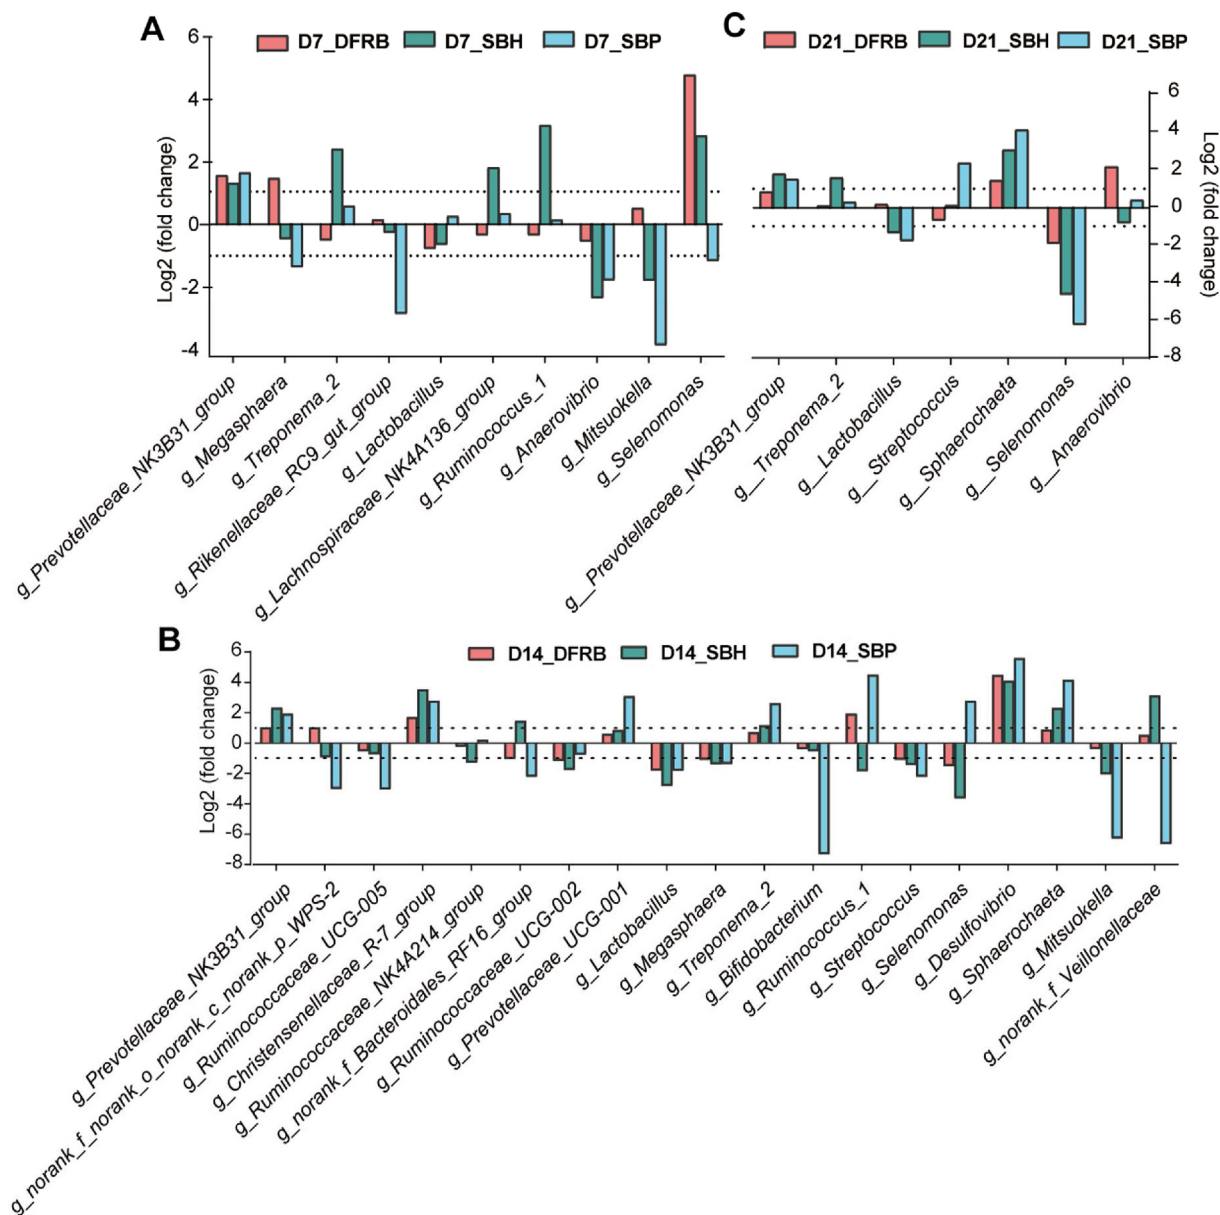 A
D7_DFRB D7_SBH D7_SBP
Log2 (fold change)
6
4
2
0
-2
-4
g_Prevotellaceae_NK3B31_group
g_Megasphaera
g_Treponema_2
g_Rikenellaceae_RC9_gut_group
g_Lactobacillus
g_Lachnospiraceae_NK4A136_group
g_Ruminococcus_1
g_Anaerovibrio
g_Mitsuokella
g_Selenomonas
C
D21_DFRB D21_SBH D21_SBP
Log2 (fold change)
6
4
2
0
-2
-4
-6
-8
g__Prevotellaceae_NK3B31_group
g__Treponema_2
g__Lactobacillus
g__Streptococcus
g__Sphaerochaeta
g__Selenomonas
g__Anaerovibrio
B
D14_DFRB D14_SBH D14_SBP
Log2 (fold change)
6
4
2
0
-2
-4
-6
-8
g_Prevotellaceae_NK3B31_group
g_norank_f_norank_o_norank_c_norank_p_WPS-2
g_Ruminococcaceae_UCG-005
g_Christensenellaceae_R-7_group
g_Ruminococcaceae_NK4A214_group
g_norank_f_Bacteroidales_RF16_group
g_Ruminococcaceae_UCG-002
g_Prevotellaceae_UCG-001
g_Lactobacillus
g_Megasphaera
g_Treponema_2
g_Bifidobacterium
g_Ruminococcus_1
g_Streptococcus
g_Selenomonas
g_Desulfovibrio
g_Sphaerochaeta
g_Mitsuokella
g_norank_f_Veillonellaceae